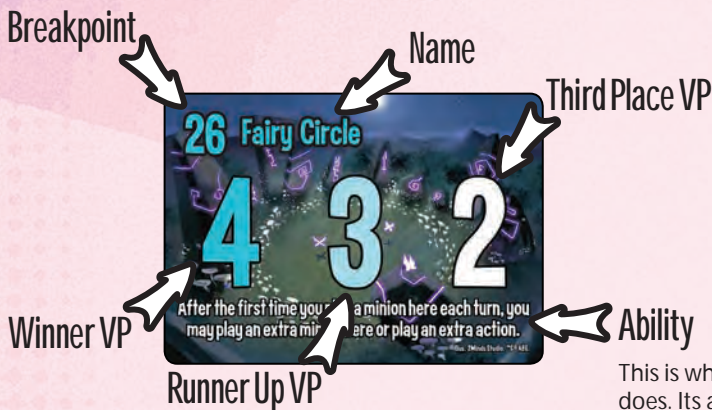 Breakpoint
Name
Third Place VP
26 Fairy Circle
4 3 2
After the first time you a minion here each turn, you
may play an extra or play an extra action.
Winner VP
Runner Up VP
Ability
This is wh
does. Its a